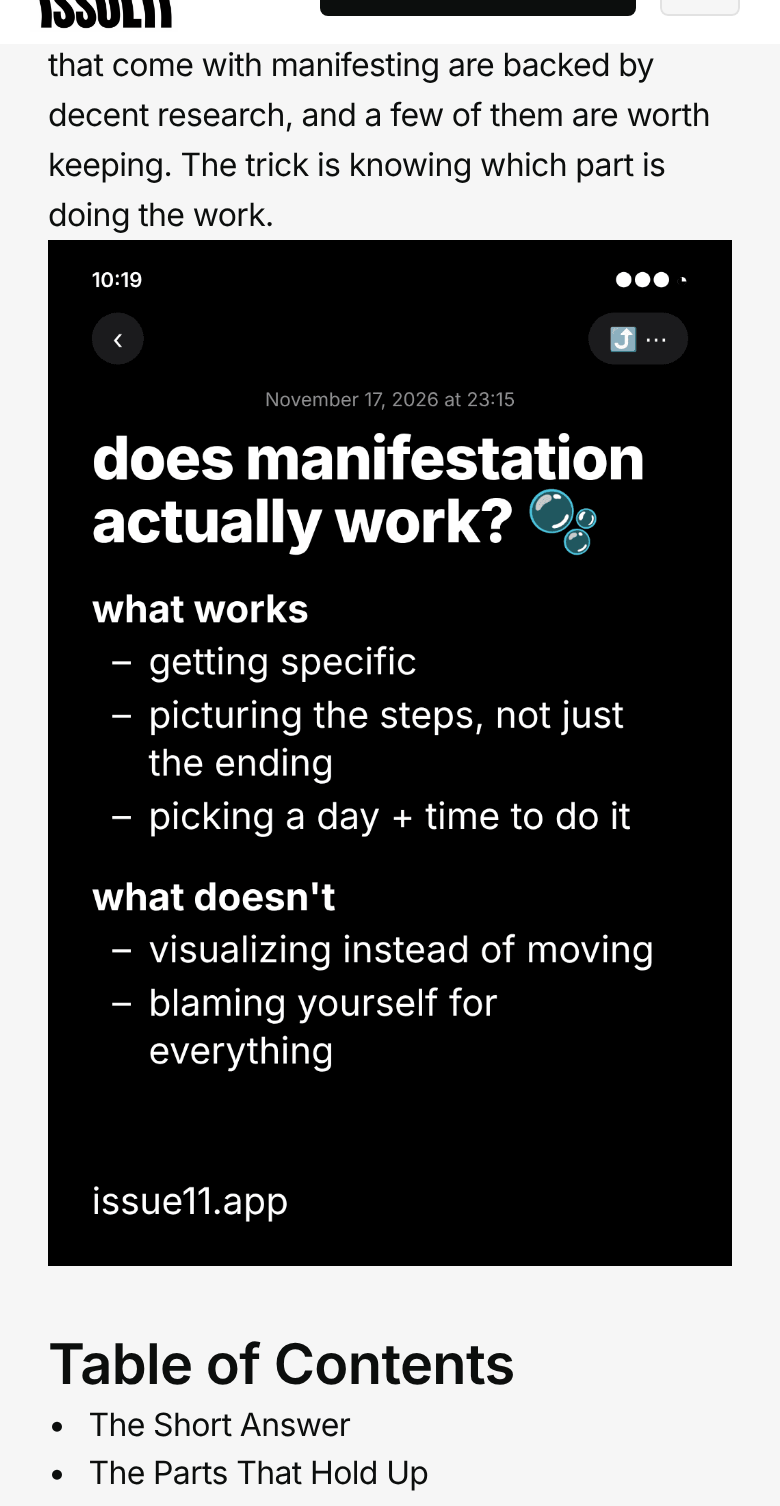 ISSUE11
that come with manifesting are backed by
decent research, and a few of them are worth
keeping. The trick is knowing which part is
doing the work.
10:19
November 17, 2026 at 23:15
does manifestation
actually work? 🫧
what works
– getting specific
– picturing the steps, not just
the ending
– picking a day + time to do it
what doesn't
– visualizing instead of moving
– blaming yourself for
everything
issue11.app
Table of Contents
• The Short Answer
• The Parts That Hold Up